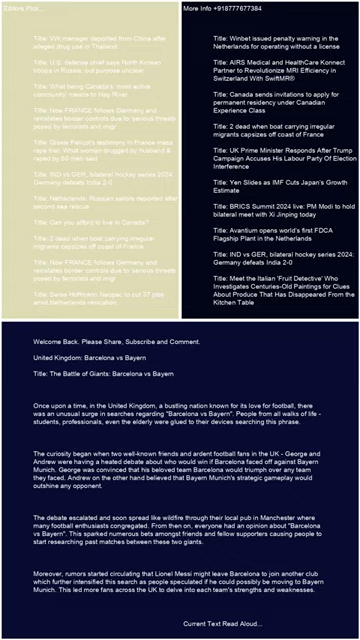 Editors Pick...
Title: VW manager deported from China after
alleged drug use in Thailand
Title: U.S. defense chief says North Korean
troops in Russia, but purpose unclear
Title: What being Canada's 'most active
community' means to
Title: Now FRANCE follows Germany and
reinstates border controls due to 'serious threats
posed by terrorists and migr
Title: Gisele Pelicot's testimony in France mass
rape trial: What woman drugged by husband &
raped by 50 men said
Title: IND vs GER, bilateral hockey series 2024:
Germany defeats India 2-0
Title: Netherlands: Russian sailors deported after
second sea rescue
Title: Can you afford to live in Canada?
Title: 2 dead when boat carrying irregular
migrants capsizes off coast of France
Title: Now FRANCE follows Germany and
reinstates border controls due to 'serious threats
posed by terrorists and migr
Title: Swiss Hoffmann Neopac to cut 37 jobs
amid Netherlands relocation
More Info +918777677384
Title: Winbet issued penalty warning in the
Netherlands for operating without a license
Title: AIRS Medical and HealthCare Konnect
Partner to Revolutionize MRI Efficiency in
Switzerland With SwiftMR®
Title: Canada sends invitations to apply for
permanent residency under Canadian
Experience Class
Title: 2 dead when boat carrying irregular
migrants capsizes off coast of France
Title: UK Prime Minister Responds After Trump
Campaign Accuses His Labour Party Of Election
Interference
Title: Yen Slides as IMF Cuts Japan's Growth
Estimate
Title: BRICS Summit 2024 live: PM Modi to hold
bilateral meet with Xi Jinping today
Title: Avantium opens world's first FDCA
Flagship Plant in the Netherlands
Title: IND vs GER, bilateral hockey series 2024:
Germany defeats India 2-0
Title: Meet the Italian 'Fruit Detective' Who
Investigates Centuries-Old Paintings for Clues
About Produce That Has Disappeared From the
Kitchen Table
Welcome Back. Please Share, Subscribe and Comment.
United Kingdom: Barcelona vs Bayern
Title: The Battle of Giants: Barcelona vs Bayern
Once upon a time, in the United Kingdom, a bustling nation known for its love for football, there
was an unusual surge in searches regarding "Barcelona vs Bayern". People from all walks of life -
students, professionals, even the elderly were glued to their devices searching this phrase.
The curiosity began when two well-known friends and ardent football fans in the UK - George and
Andrew were having a heated debate about who would win if Barcelona faced off against Bayern
Munich. George was convinced that his beloved team Barcelona would triumph over any team
they faced. Andrew on the other hand believed that Bayern Munich's strategic gameplay would
outshine any opponent.
The debate escalated and soon spread like wildfire through their local pub in Manchester where
many football enthusiasts congregated. From then on, everyone had an opinion about "Barcelona
vs Bayern". This sparked numerous bets amongst friends and fellow supporters causing people to
start researching past matches between these two giants.
Moreover, rumors started circulating that Lionel Messi might leave Barcelona to join another club
which further intensified this search as people speculated if he could possibly be moving to Bayern
Munich. This led more fans across the UK to delve into each team's strengths and weaknesses.
Current Text Read Aloud...